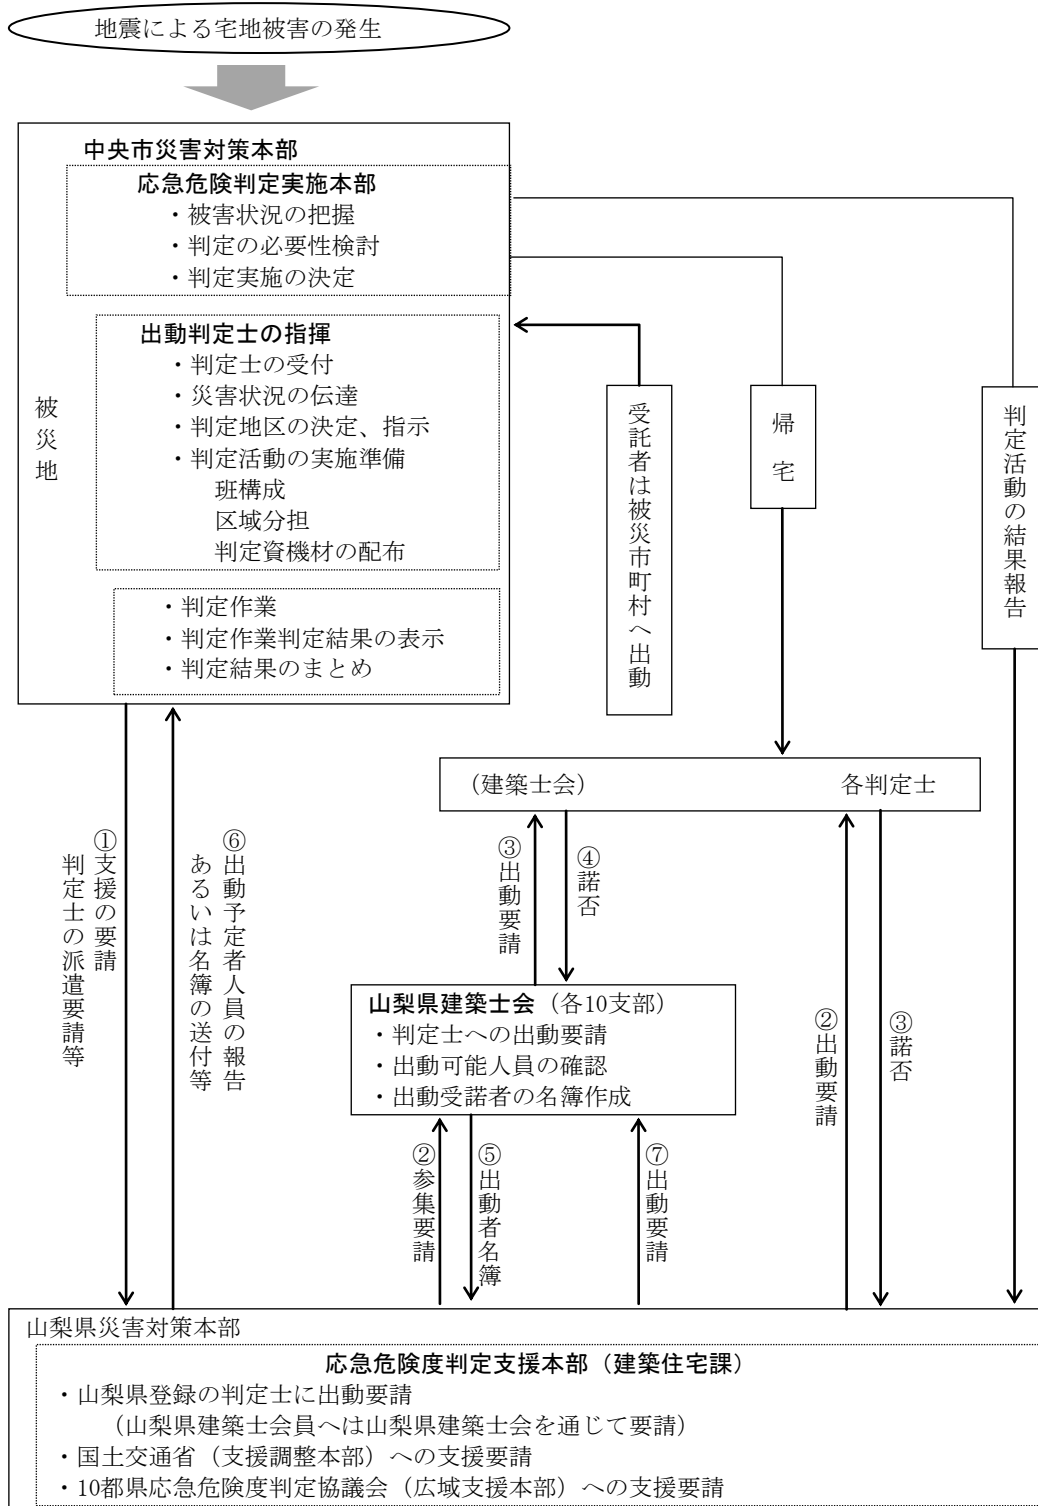 地震による宅地被害の発生
中央市災害対策本部
応急危険判定実施本部
・被害状況の把握
・判定の必要性検討
・判定実施の決定
出動判定士の指揮
・判定士の受付
・災害状況の伝達
・判定地区の決定、指示
・判定活動の実施準備
班構成
区域分担
判定資機材の配布
被災地
・判定作業
・判定作業判定結果の表示
・判定結果のまとめ
受託者は被災市町村へ出動
帰宅
判定活動の結果報告
(建築士会) 各判定士
①支援の要請
判定士の派遣要請等
⑥出動予定者人員の報告
あるいは名簿の送付等
③出動要請
④諾否
②出動要請
③諾否
山梨県建築士会(各10支部)
・判定士への出動要請
・出動可能人員の確認
・出動受諾者の名簿作成
②参集要請
⑤出動者名簿
⑦出動要請
山梨県災害対策本部
応急危険度判定支援本部(建築住宅課)
・山梨県登録の判定士に出動要請
(山梨県建築士会員へは山梨県建築士会を通じて要請)
・国土交通省(支援調整本部)への支援要請
・10都県応急危険度判定協議会(広域支援本部)への支援要請